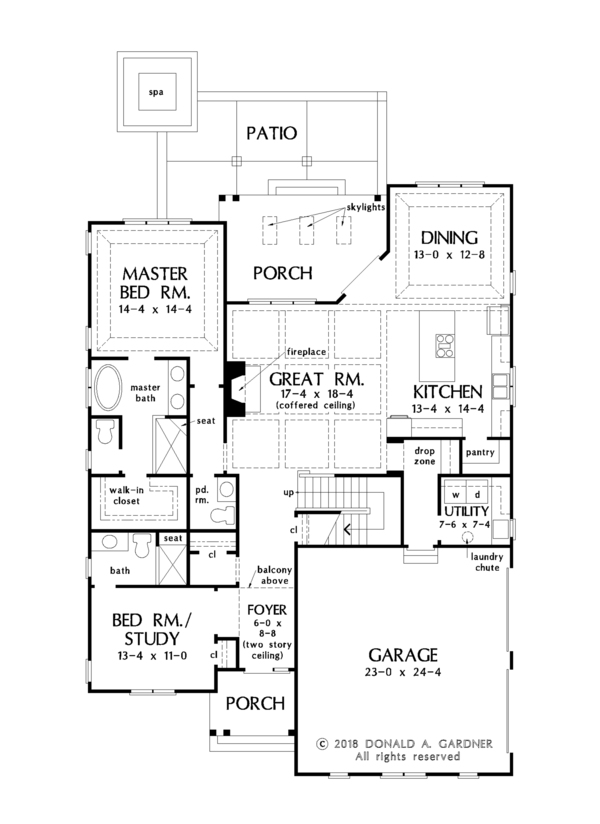 spa
PATIO
skylights
DINING
13-0 x 12-8
PORCH
MASTER
BED RM.
14-4 x 14-4
fireplace
GREAT RM.
17-4 x 18-4
(coffered ceiling)
KITCHEN
13-4 x 14-4
master
bath
seat
drop
zone
pantry
walk-in
closet
pd.
rm.
up
w d
UTILITY
7-6 x 7-4
cl
seat
cl
bath
laundry
chute
balcony
above
BED RM./
STUDY
13-4 x 11-0
FOYER
6-0
x
8-8
(two story
ceiling)
cl
GARAGE
23-0 x 24-4
PORCH
© 2018 DONALD A. GARDNER
All rights reserved